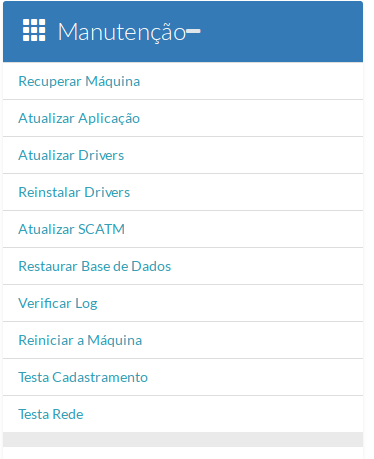 Manutenção
Recuperar Máquina
Atualizar Aplicação
Atualizar Drivers
Reinstalar Drivers
Atualizar SCATM
Restaurar Base de Dados
Verificar Log
Reiniciar a Máquina
Testa Cadastramento
Testa Rede